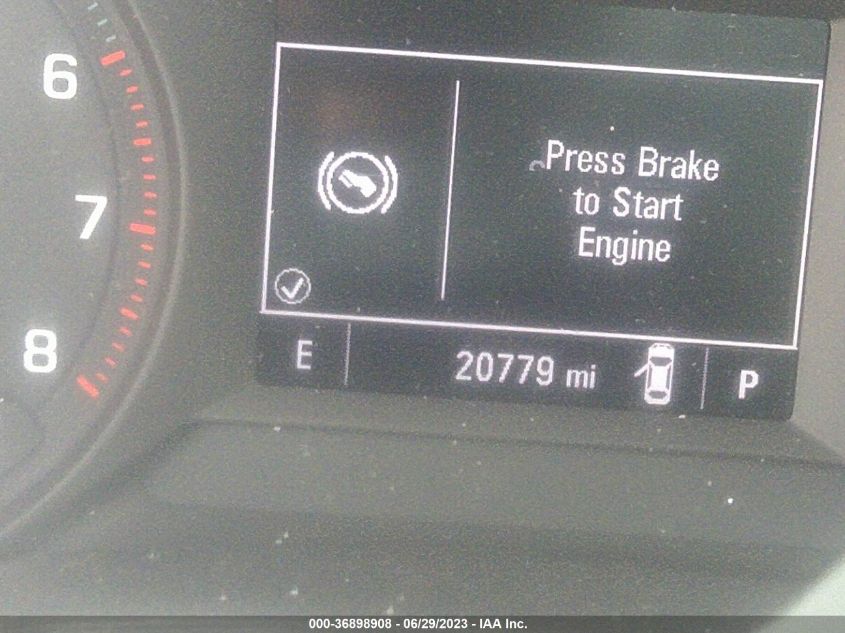 6
7
8
Press Brake
to Start
Engine
E 20779 mi P
000-36898908 - 06/29/2023 - IAA Inc.